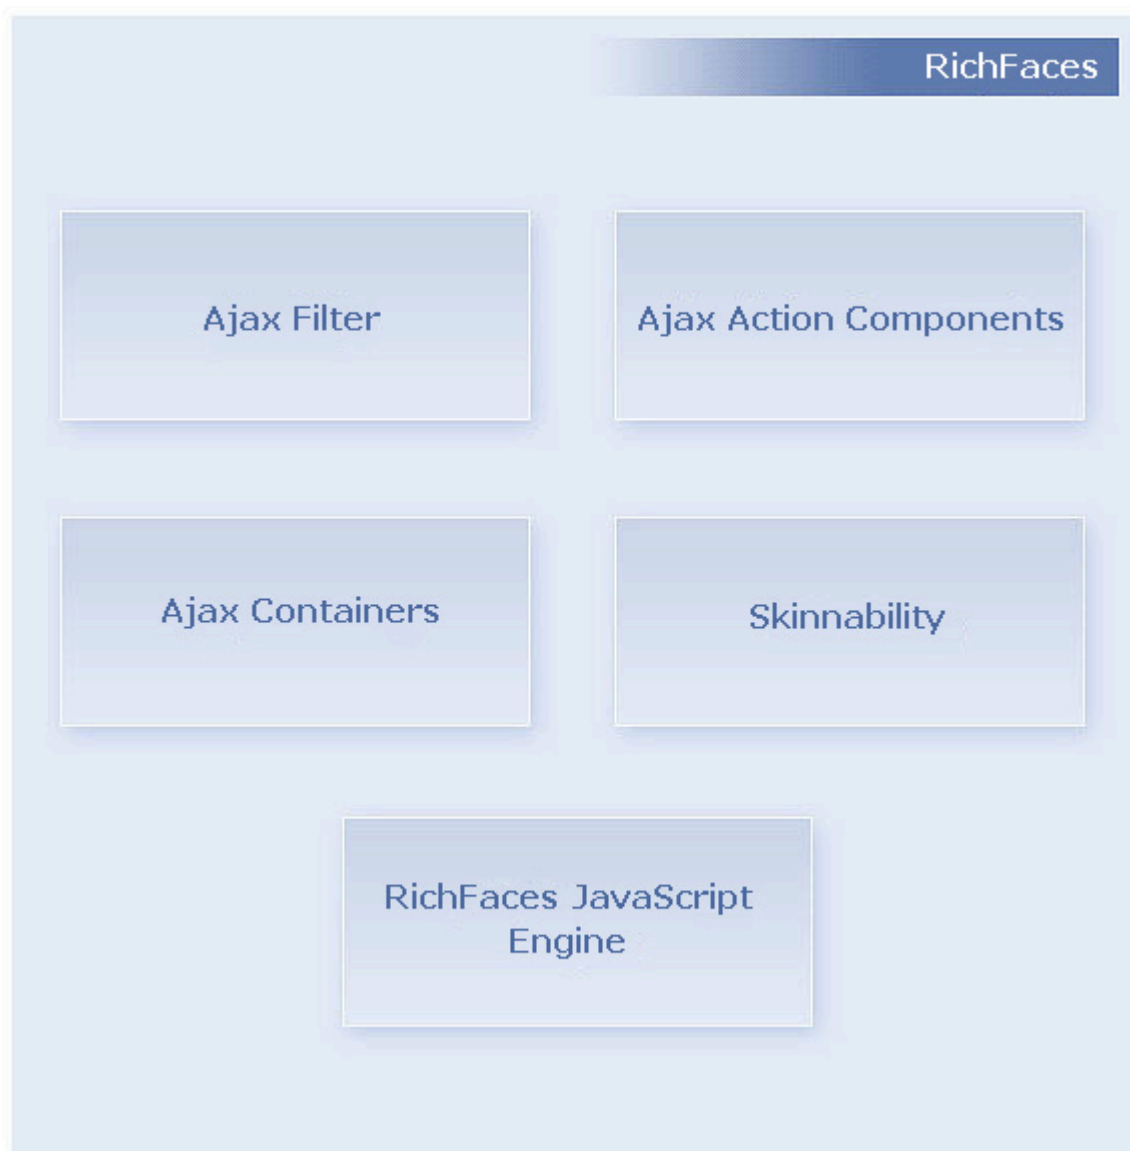 RichFaces
Ajax Filter
Ajax Action Components
Ajax Containers
Skinnability
RichFaces JavaScript
Engine